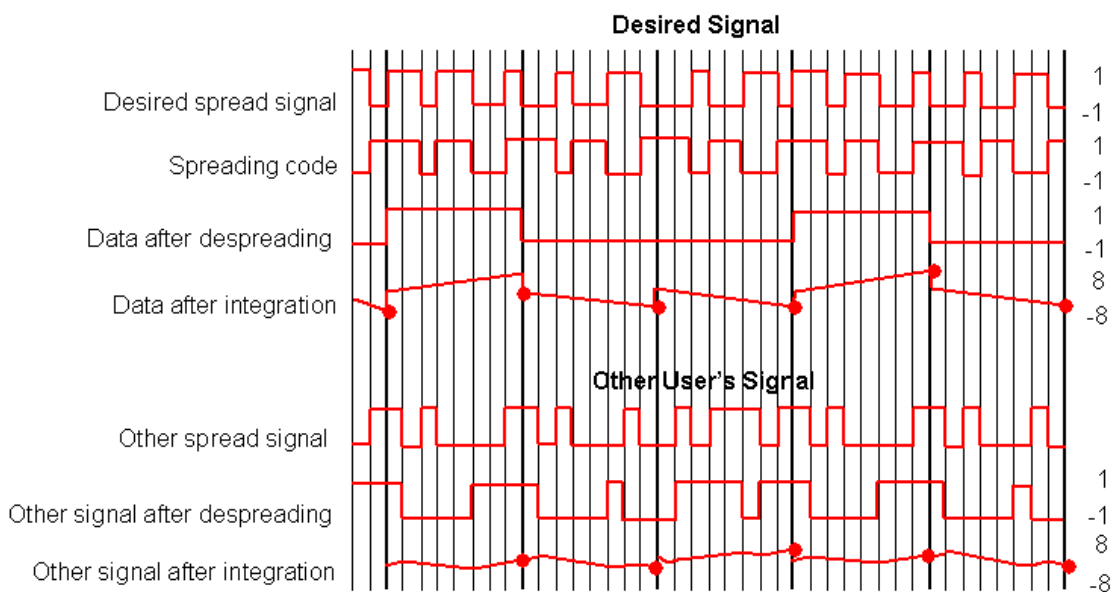 Desired Signal
Desired spread signal
1
-1
Spreading code
1
-1
Data after despreading
1
-1
Data after integration
8
-8
Other User's Signal
Other spread signal
Other signal after despreading
1
-1
Other signal after integration
8
-8